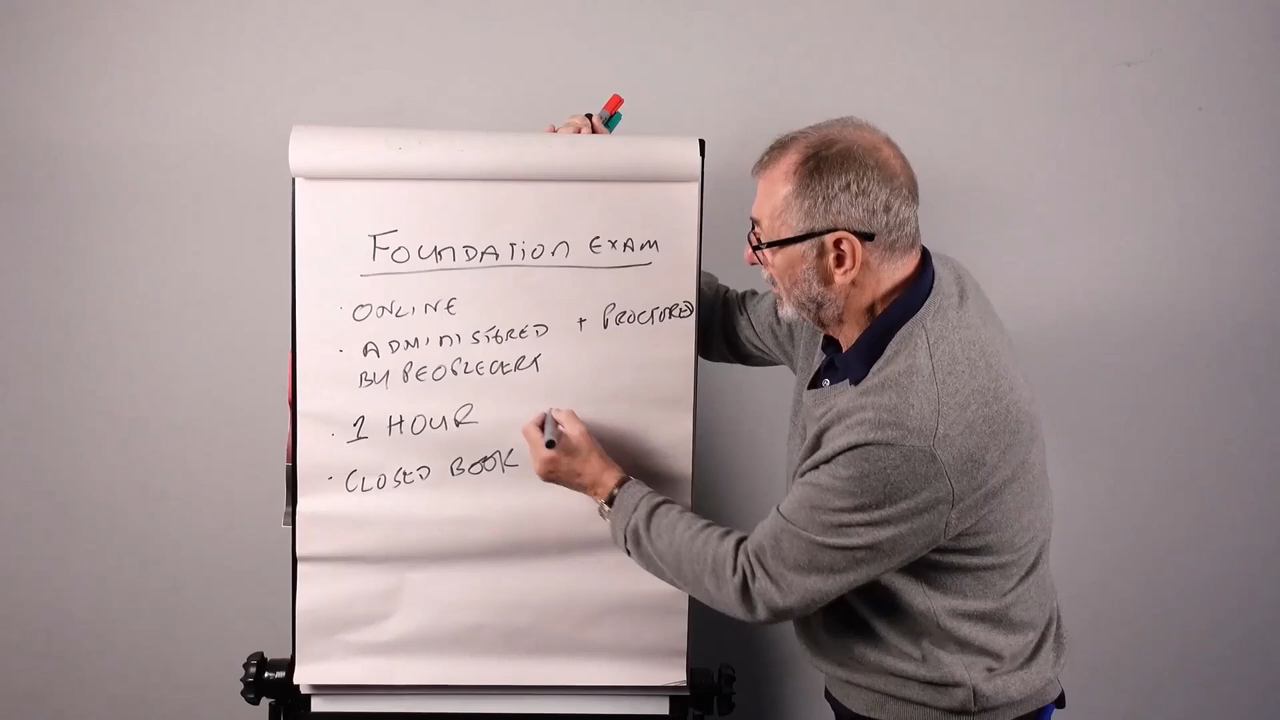 FOUNDATION EXAM
· ONLINE
· ADMINISTERED + PROCTORED
BY PEOPLECERT
· 1 HOUR
· CLOSED BOOK